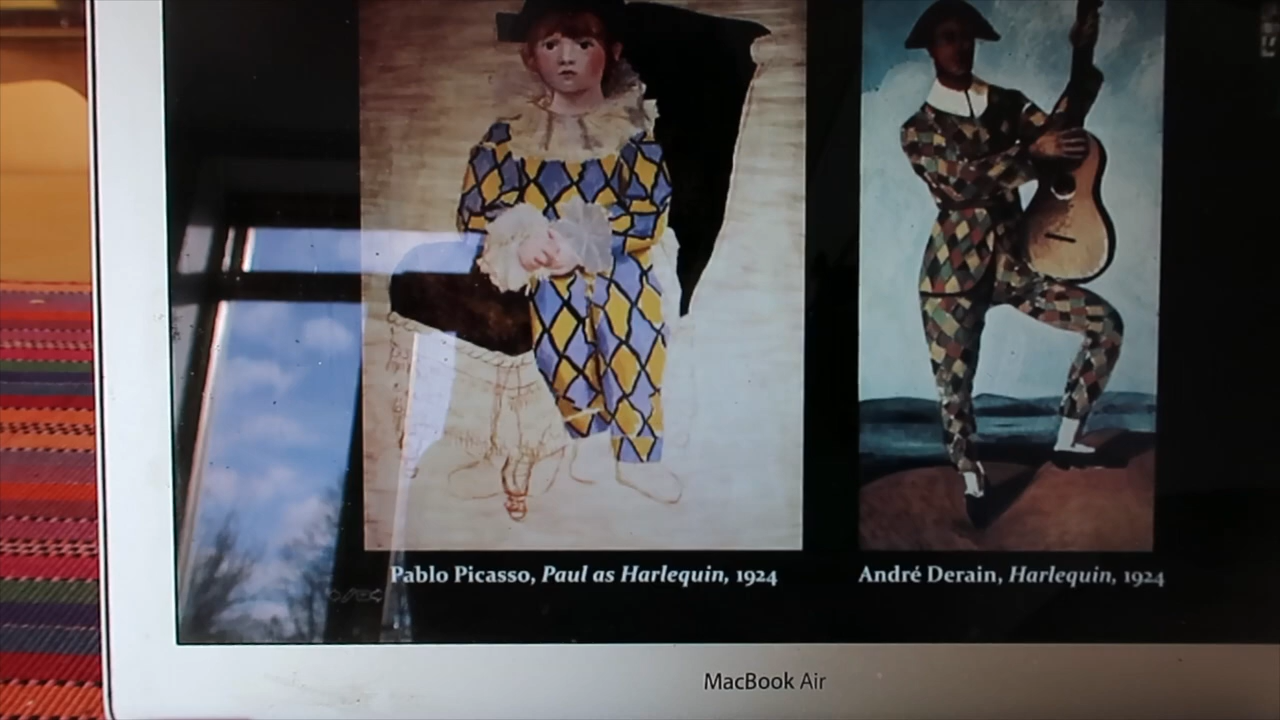 Pablo Picasso, Paul as Harlequin, 1924
André Derain, Harlequin, 1924
MacBook Air